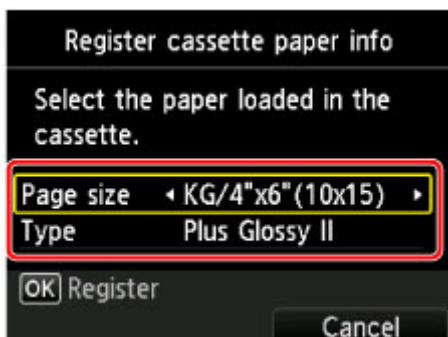 Register cassette paper info
Select the paper loaded in the
cassette.
Page size ◂ KG/4"x6"(10x15) ▸
Type Plus Glossy II
OK Register
Cancel